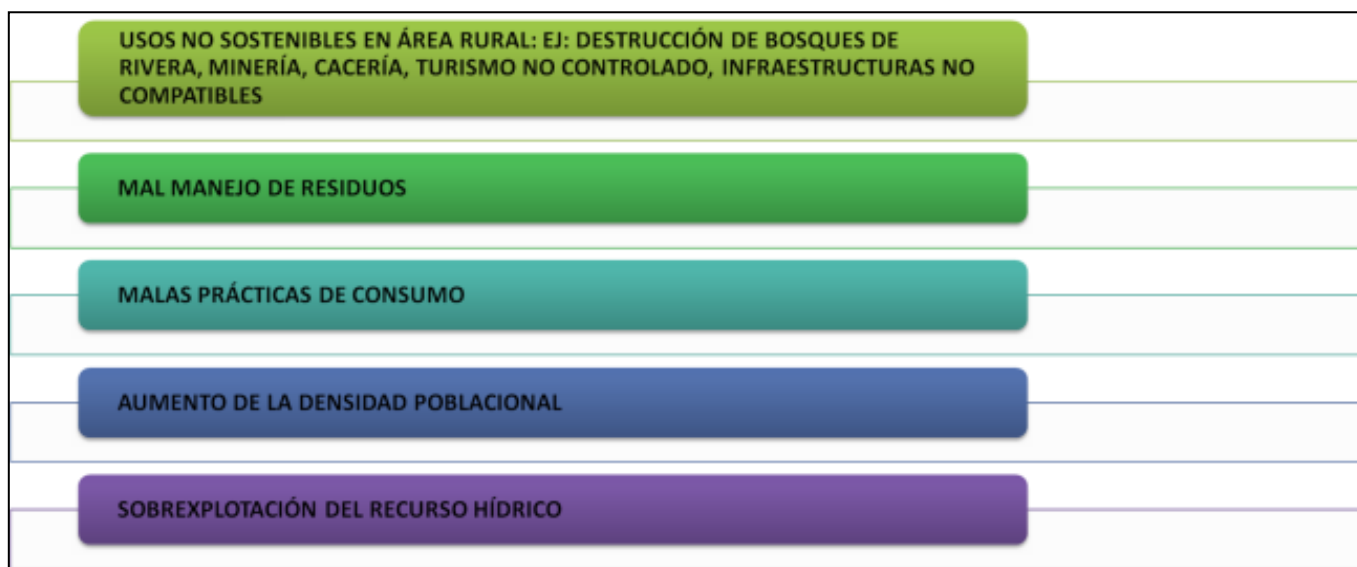 USOS NO SOSTENIBLES EN ÁREA RURAL: EJ: DESTRUCCIÓN DE BOSQUES DE
RIVERA, MINERÍA, CACERÍA, TURISMO NO CONTROLADO, INFRAESTRUCTURAS NO
COMPATIBLES
MAL MANEJO DE RESIDUOS
MALAS PRÁCTICAS DE CONSUMO
AUMENTO DE LA DENSIDAD POBLACIONAL
SOBREXPLOTACIÓN DEL RECURSO HÍDRICO